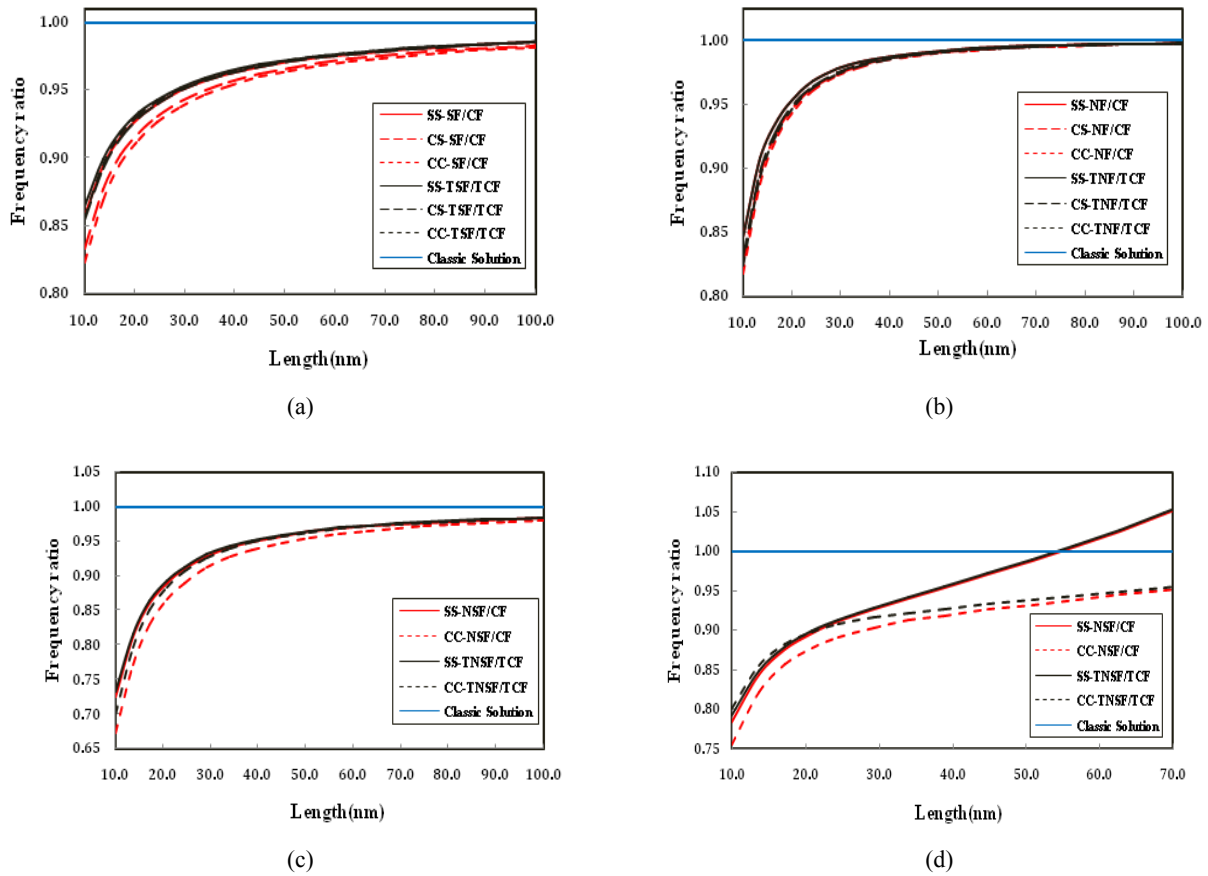 Frequency ratio
1.00
0.95
0.90
0.85
0.80
SS-SF/CF
CS-SF/CF
CC-SF/CF
SS-TSF/TCF
CS-TSF/TCF
CC-TSF/TCF
Classic Solution
10.0 20.0 30.0 40.0 50.0 60.0 70.0 80.0 90.0 100.0
Length(nm)
(a)
Frequency ratio
1.00
0.95
0.90
0.85
0.80
SS-NF/CF
CS-NF/CF
CC-NF/CF
SS-TNF/TCF
CS-TNF/TCF
CC-TNF/TCF
Classic Solution
10.0 20.0 30.0 40.0 50.0 60.0 70.0 80.0 90.0 100.0
Length(nm)
(b)
Frequency ratio
1.05
1.00
0.95
0.90
0.85
0.80
0.75
0.70
0.65
SS-NSF/CF
CC-NSF/CF
SS-TNSF/TCF
CC-TNSF/TCF
Classic Solution
10.0 20.0 30.0 40.0 50.0 60.0 70.0 80.0 90.0 100.0
Length(nm)
(c)
Frequency ratio
1.10
1.05
1.00
0.95
0.90
0.85
0.80
0.75
SS-NSF/CF
CC-NSF/CF
SS-TNSF/TCF
CC-TNSF/TCF
Classic Solution
10.0 20.0 30.0 40.0 50.0 60.0 70.0
Length(nm)
(d)